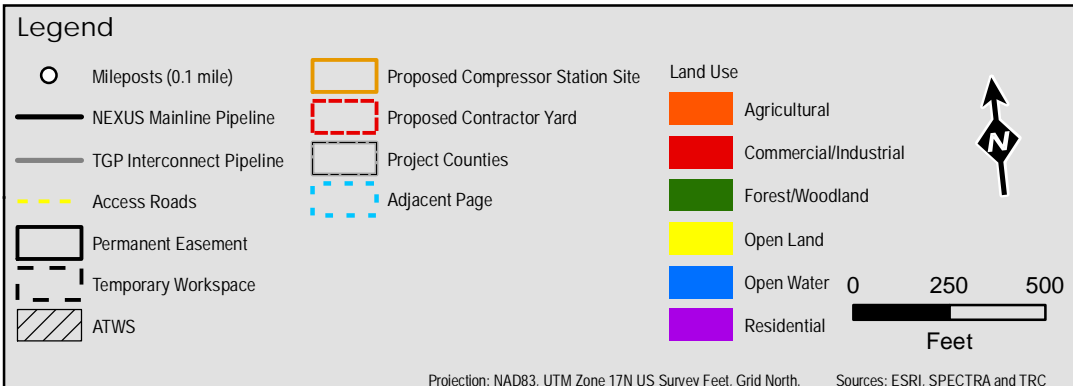 Legend
Mileposts (0.1 mile)
NEXUS Mainline Pipeline
TGP Interconnect Pipeline
Access Roads
Permanent Easement
Temporary Workspace
ATWS
Proposed Compressor Station Site
Proposed Contractor Yard
Project Counties
Adjacent Page
Land Use
Agricultural
Commercial/Industrial
Forest/Woodland
Open Land
Open Water
Residential
N
0 250 500
Feet
Projection: NAD83, UTM Zone 17N US Survey Feet, Grid North. Sources: ESRI, SPECTRA and TRC